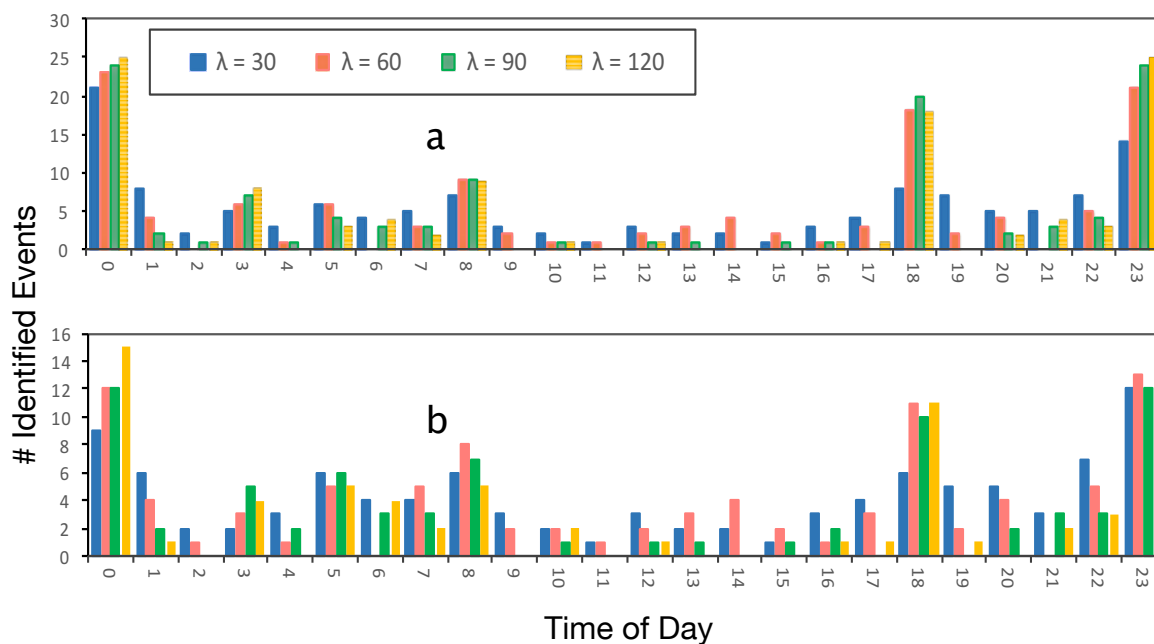 30
25
20
15
10
5
0
λ = 30 λ = 60 λ = 90 λ = 120
a
0 1 2 3 4 5 6 7 8 9 10 11 12 13 14 15 16 17 18 19 20 21 22 23
# Identified Events
16
14
12
10
8
6
4
2
0
b
0 1 2 3 4 5 6 7 8 9 10 11 12 13 14 15 16 17 18 19 20 21 22 23
Time of Day